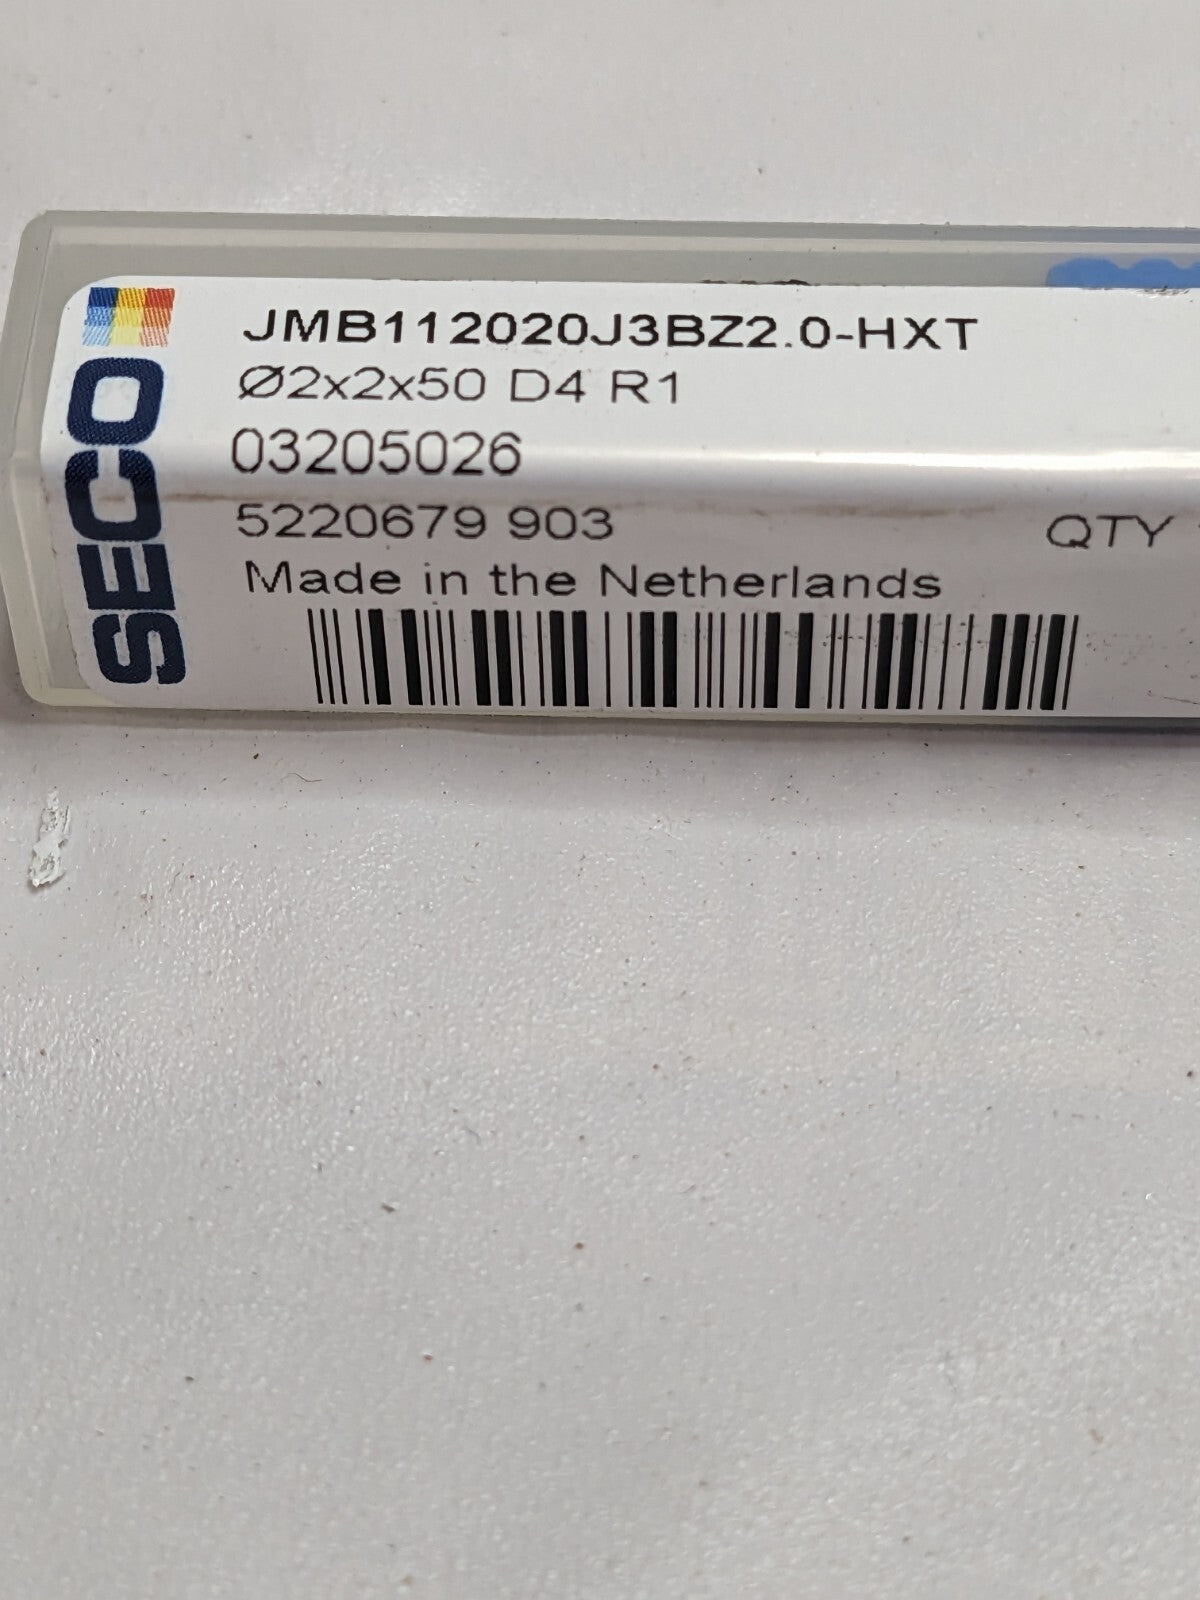 SECO
JMB112020J3BZ2.0-HXT
Ø2x2x50 D4 R1
03205026
5220679 903
QTY
Made in the Netherlands